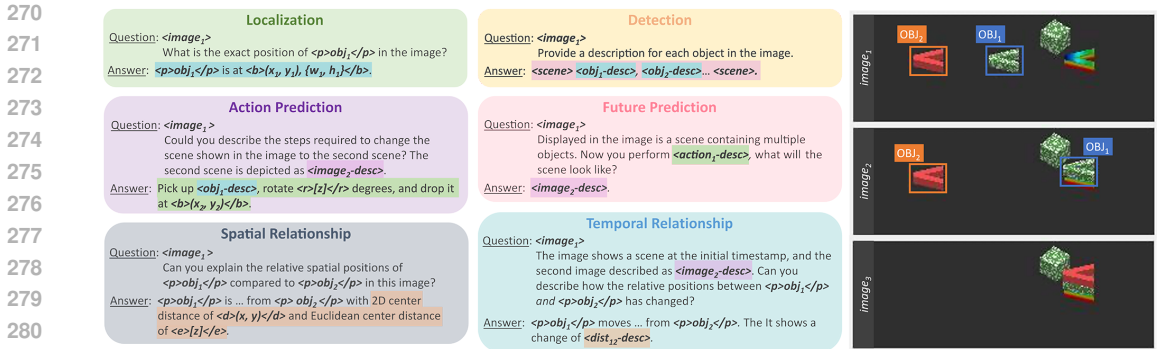 270
271
272
273
274
275
276
277
278
279
280
Localization
Question: <image₁>
What is the exact position of <p>obj₁</p> in the image?
Answer: <p>obj₁</p> is at <b>(x₁, y₁), {w₁, h₁}</b>.
Detection
Question: <image₁>
Provide a description for each object in the image.
Answer: <scene> <obj₁-desc>, <obj₂-desc>... <scene>.
Action Prediction
Question: <image₁>
Could you describe the steps required to change the
scene shown in the image to the second scene? The
second scene is depicted as <image₂-desc>.
Answer: Pick up <obj₁-desc>, rotate <r>[z]</r> degrees, and drop it
at <b>(x₂, y₂)</b>.
Future Prediction
Question: <image₁>
Displayed in the image is a scene containing multiple
objects. Now you perform <action₁-desc>, what will the
scene look like?
Answer: <image₂-desc>.
Spatial Relationship
Question: <image₁>
Can you explain the relative spatial positions of
<p>obj₁</p> compared to <p>obj₂</p> in this image?
Answer: <p>obj₁</p> is ... from <p> obj₂ </p> with 2D center
distance of <d>(x, y)</d> and Euclidean center distance
of <e>[z]</e>.
Temporal Relationship
Question: <image₁>
The image shows a scene at the initial timestamp, and the
second image described as <image₂-desc>. Can you
describe how the relative positions between <p>obj₁</p>
and <p>obj₂</p> has changed?
Answer: <p>obj₁</p> moves ... from <p>obj₂</p>. The It shows a
change of <dist₁₂-desc>.
image₁
OBJ₂
OBJ₁
image₂
OBJ₂
OBJ₁
image₃